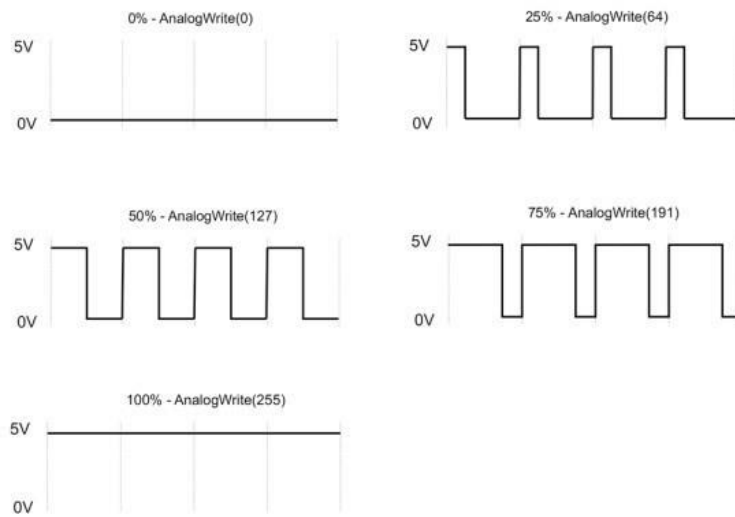 0% - AnalogWrite(0)
5V
0V
25% - AnalogWrite(64)
5V
0V
50% - AnalogWrite(127)
5V
0V
75% - AnalogWrite(191)
5V
0V
100% - AnalogWrite(255)
5V
0V